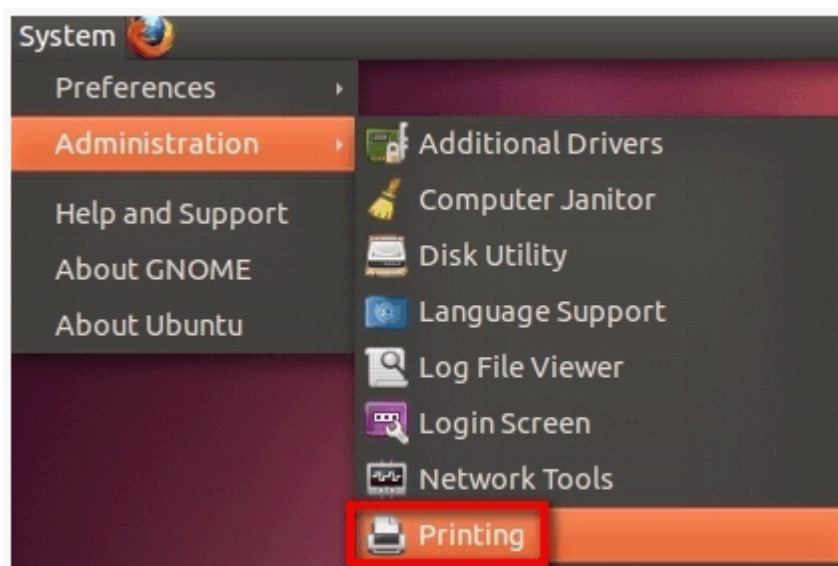 System
Preferences
Administration
Help and Support
About GNOME
About Ubuntu
Additional Drivers
Computer Janitor
Disk Utility
Language Support
Log File Viewer
Login Screen
Network Tools
Printing